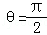 θ = π/2